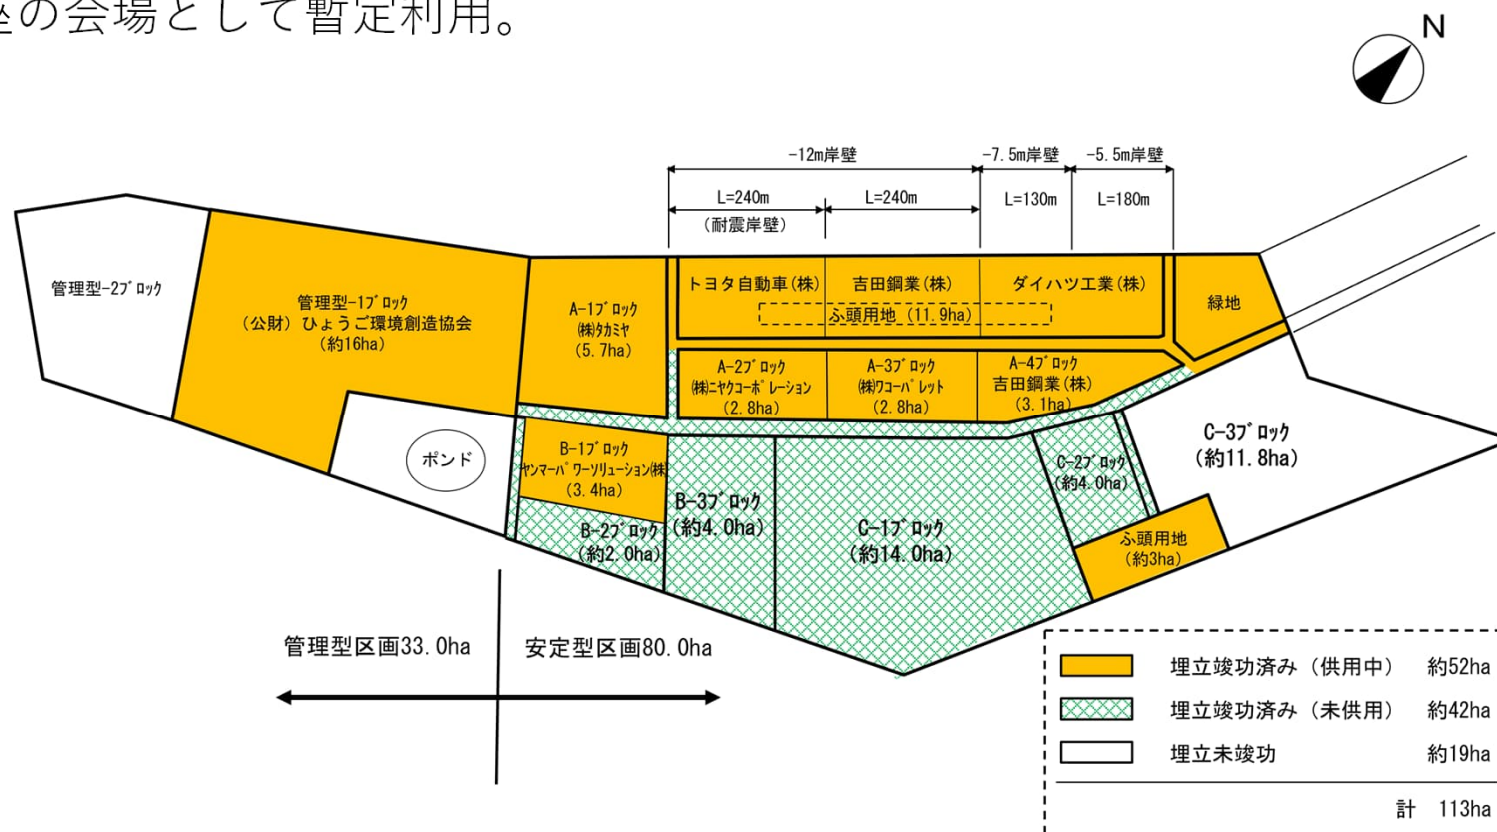 座の会場として暫定利用。
N
-12m岸壁
-7.5m岸壁
-5.5m岸壁
L=240m
(耐震岸壁)
L=240m
L=130m
L=180m
管理型-2ブロック
管理型-1ブロック
(公財)ひょうご環境創造協会
(約16ha)
A-1ブロック
㈱タカミヤ
(5.7ha)
トヨタ自動車(株)
吉田鋼業(株)
ダイハツ工業(株)
ふ頭用地(11.9ha)
緑地
A-2ブロック
㈱ニヤクコーポレーション
(2.8ha)
A-3ブロック
㈱ワコーパレット
(2.8ha)
A-4ブロック
吉田鋼業(株)
(3.1ha)
ポンド
B-1ブロック
ヤンマーパワーソリューション㈱
(3.4ha)
B-2ブロック
(約2.0ha)
B-3ブロック
(約4.0ha)
C-1ブロック
(約14.0ha)
C-2ブロック
(約4.0ha)
C-3ブロック
(約11.8ha)
ふ頭用地
(約3ha)
管理型区画33.0ha
安定型区画80.0ha
埋立竣功済み(供用中) 約52ha
埋立竣功済み(未供用) 約42ha
埋立未竣功 約19ha
計 113ha